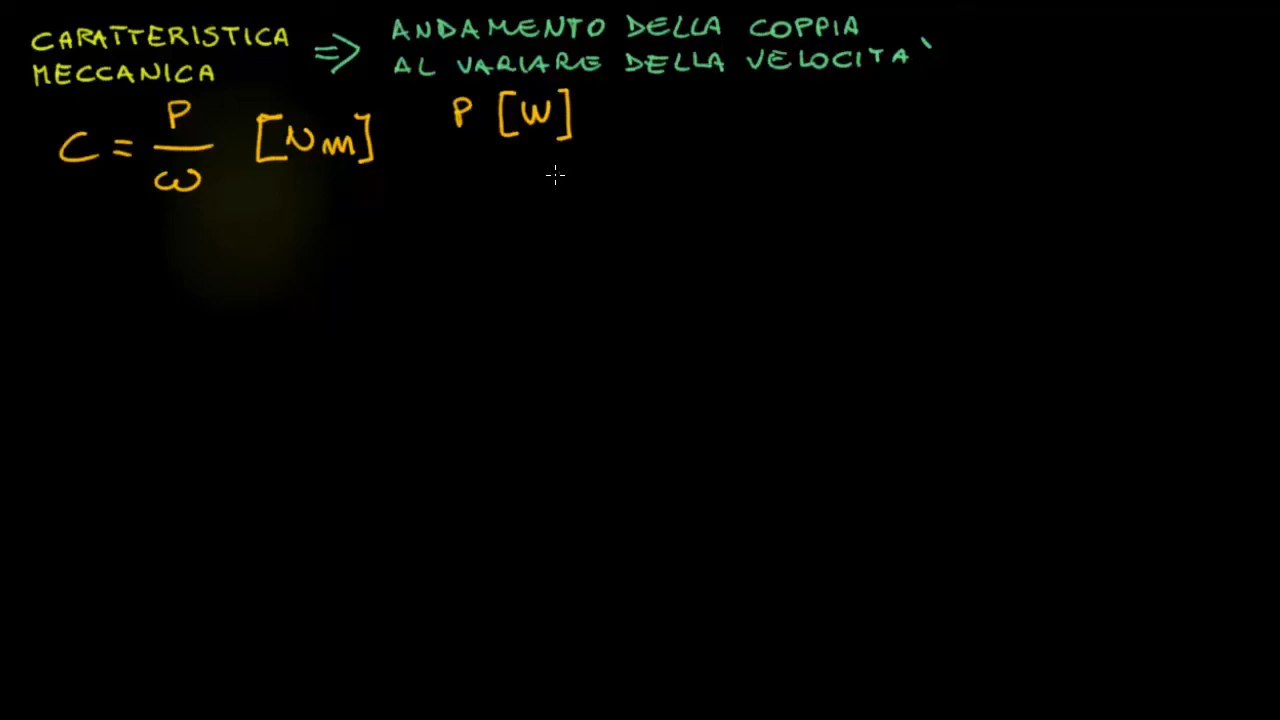 CARATTERISTICA
MECCANICA
=> ANDAMENTO DELLA COPPIA
AL VARIARE DELLA VELOCITA'
C = P/ω [Nm]
P [W]